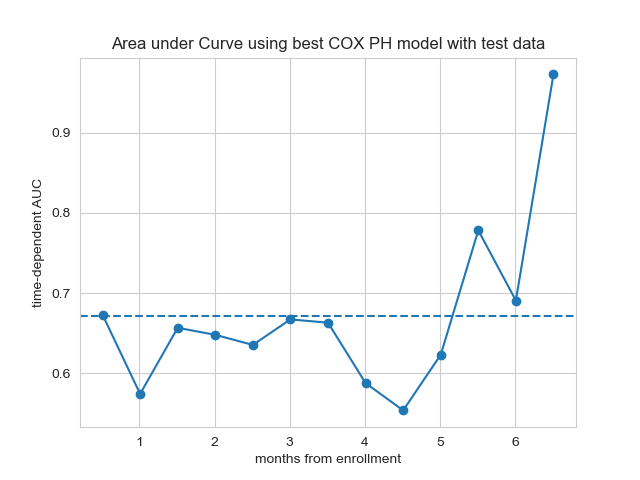 Area under Curve using best COX PH model with test data
time-dependent AUC
0.9
0.8
0.7
0.6
1 2 3 4 5 6
months from enrollment